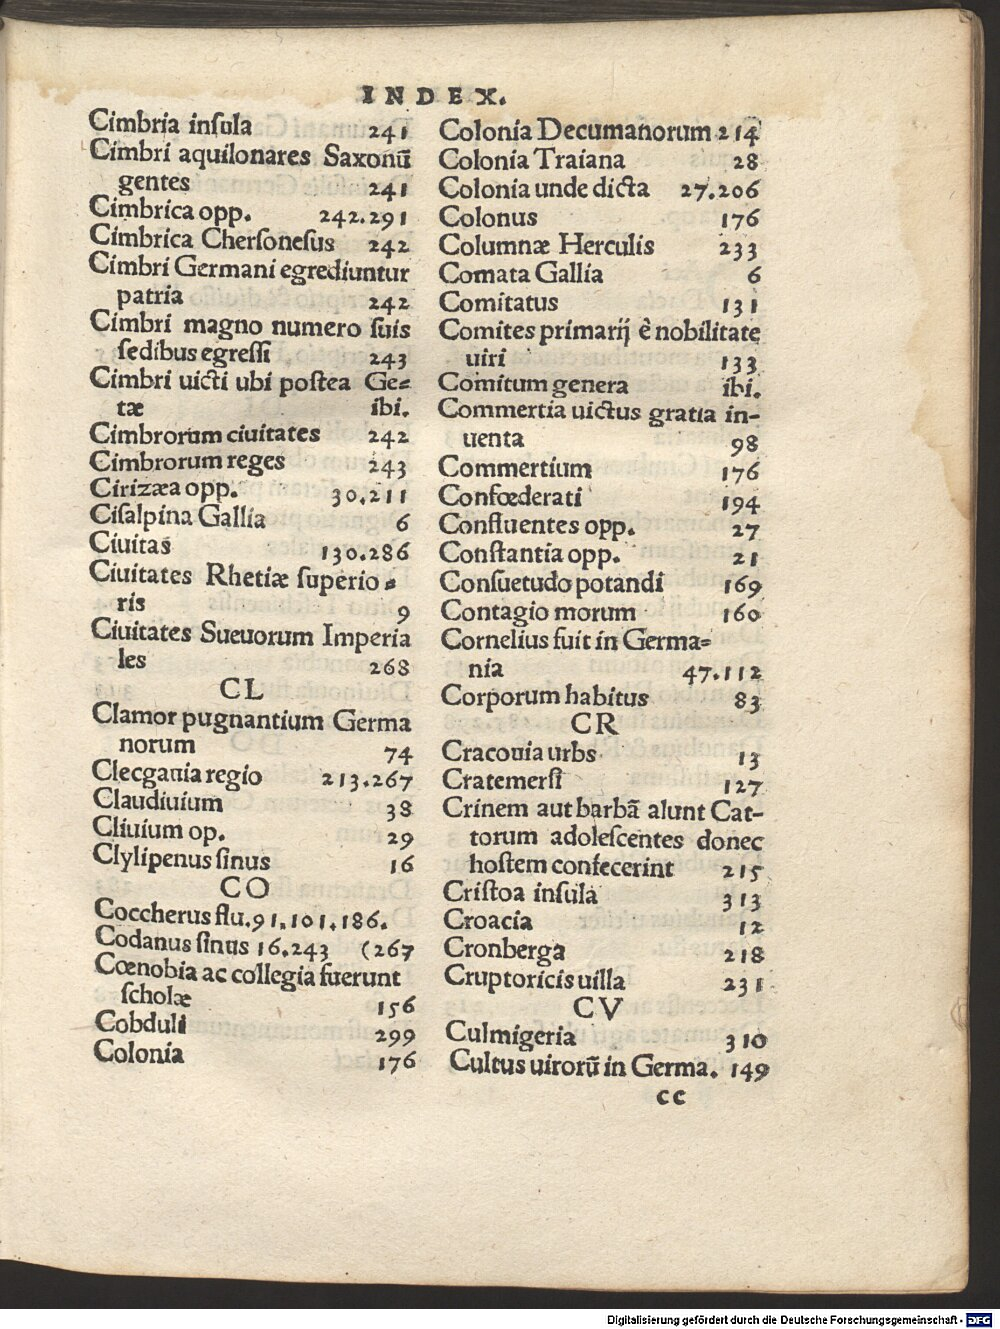 INDEX.
Cimbria inſula 241
Cimbri aquilonares Saxonū
gentes 241
Cimbrica opp. 242.291
Cimbrica Cherſoneſus 242
Cimbri Germani egrediuntur
patria 242
Cimbri magno numero ſuis
ſedibus egreſſi 243
Cimbri uicti ubi poſtea Ge=
tæ ibi.
Cimbrorum ciuitates 242
Cimbrorum reges 243
Cirizæa opp. 30.211
Ciſalpina Gallia 6
Ciuitas 130.286
Ciuitates Rhetiæ ſuperio=
ris 9
Ciuitates Sueuorum Imperia
les 268
CL
Clamor pugnantium Germa
norum 74
Clecgauia regio 213.267
Claudiuium 38
Cliuium op. 29
Clylipenus ſinus 16
CO
Coccherus flu.91.101.186.
Codanus ſinus 16.243 (267
Cœnobia ac collegia fuerunt
ſcholæ 156
Cobduli 299
Colonia 176
Colonia Decumanorum 214
Colonia Traiana 28
Colonia unde dicta 27.206
Colonus 176
Columnæ Herculis 233
Comata Gallia 6
Comitatus 131
Comites primarij è nobilitate
uiri 133
Comitum genera ibi.
Commertia uictus gratia in-
uenta 98
Commertium 176
Confœderati 194
Confluentes opp. 27
Conſtantia opp. 21
Conſuetudo potandi 169
Contagio morum 160
Cornelius fuit in Germa=
nia 47.112
Corporum habitus 83
CR
Cracouia urbs 13
Cratemerſi 127
Crinem aut barbā alunt Cat-
torum adoleſcentes donec
hoſtem confecerint 215
Criſtoa inſula 313
Croacia 12
Cronberga 218
Cruptoricis uilla 231
CV
Culmigeria 310
Cultus uirorū in Germa. 149
cc
Digitalisierung gefördert durch die Deutsche Forschungsgemeinschaft - DFG